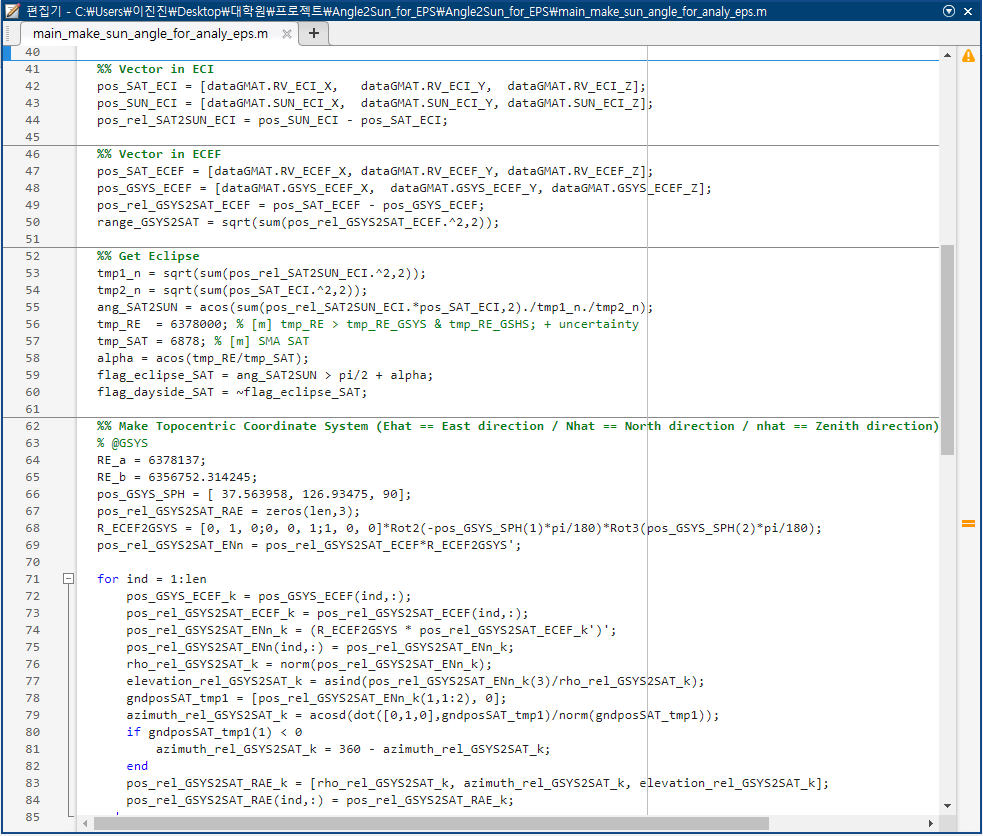 편집기 - C:₩Users₩이진진₩Desktop₩대학원₩프로젝트₩Angle2Sun_for_EPS₩Angle2Sun_for_EPS₩main_make_sun_angle_for_analy_eps.m
main_make_sun_angle_for_analy_eps.m × +
40
41 %% Vector in ECI
42 pos_SAT_ECI = [dataGMAT.RV_ECI_X,   dataGMAT.RV_ECI_Y,  dataGMAT.RV_ECI_Z];
43 pos_SUN_ECI = [dataGMAT.SUN_ECI_X,  dataGMAT.SUN_ECI_Y, dataGMAT.SUN_ECI_Z];
44 pos_rel_SAT2SUN_ECI = pos_SUN_ECI - pos_SAT_ECI;
45
46 %% Vector in ECEF
47 pos_SAT_ECEF = [dataGMAT.RV_ECEF_X, dataGMAT.RV_ECEF_Y, dataGMAT.RV_ECEF_Z];
48 pos_GSYS_ECEF = [dataGMAT.GSYS_ECEF_X,  dataGMAT.GSYS_ECEF_Y, dataGMAT.GSYS_ECEF_Z];
49 pos_rel_GSYS2SAT_ECEF = pos_SAT_ECEF - pos_GSYS_ECEF;
50 range_GSYS2SAT = sqrt(sum(pos_rel_GSYS2SAT_ECEF.^2,2));
51
52 %% Get Eclipse
53 tmp1_n = sqrt(sum(pos_rel_SAT2SUN_ECI.^2,2));
54 tmp2_n = sqrt(sum(pos_SAT_ECI.^2,2));
55 ang_SAT2SUN = acos(sum(pos_rel_SAT2SUN_ECI.*pos_SAT_ECI,2)./tmp1_n./tmp2_n);
56 tmp_RE  = 6378000; % [m] tmp_RE > tmp_RE_GSYS & tmp_RE_GSHS; + uncertainty
57 tmp_SAT = 6878; % [m] SMA SAT
58 alpha = acos(tmp_RE/tmp_SAT);
59 flag_eclipse_SAT = ang_SAT2SUN > pi/2 + alpha;
60 flag_dayside_SAT = ~flag_eclipse_SAT;
61
62 %% Make Topocentric Coordinate System (Ehat == East direction / Nhat == North direction / nhat == Zenith direction)
63 % @GSYS
64 RE_a = 6378137;
65 RE_b = 6356752.314245;
66 pos_GSYS_SPH = [ 37.563958, 126.93475, 90];
67 pos_rel_GSYS2SAT_RAE = zeros(len,3);
68 R_ECEF2GSYS = [0, 1, 0;0, 0, 1;1, 0, 0]*Rot2(-pos_GSYS_SPH(1)*pi/180)*Rot3(pos_GSYS_SPH(2)*pi/180);
69 pos_rel_GSYS2SAT_ENn = pos_rel_GSYS2SAT_ECEF*R_ECEF2GSYS';
70
71 for ind = 1:len
72     pos_GSYS_ECEF_k = pos_GSYS_ECEF(ind,:);
73     pos_rel_GSYS2SAT_ECEF_k = pos_rel_GSYS2SAT_ECEF(ind,:);
74     pos_rel_GSYS2SAT_ENn_k = (R_ECEF2GSYS * pos_rel_GSYS2SAT_ECEF_k')';
75     pos_rel_GSYS2SAT_ENn(ind,:) = pos_rel_GSYS2SAT_ENn_k;
76     rho_rel_GSYS2SAT_k = norm(pos_rel_GSYS2SAT_ENn_k);
77     elevation_rel_GSYS2SAT_k = asind(pos_rel_GSYS2SAT_ENn_k(3)/rho_rel_GSYS2SAT_k);
78     gndposSAT_tmp1 = [pos_rel_GSYS2SAT_ENn_k(1,1:2), 0];
79     azimuth_rel_GSYS2SAT_k = acosd(dot([0,1,0],gndposSAT_tmp1)/norm(gndposSAT_tmp1));
80     if gndposSAT_tmp1(1) < 0
81         azimuth_rel_GSYS2SAT_k = 360 - azimuth_rel_GSYS2SAT_k;
82     end
83     pos_rel_GSYS2SAT_RAE_k = [rho_rel_GSYS2SAT_k, azimuth_rel_GSYS2SAT_k, elevation_rel_GSYS2SAT_k];
84     pos_rel_GSYS2SAT_RAE(ind,:) = pos_rel_GSYS2SAT_RAE_k;
85